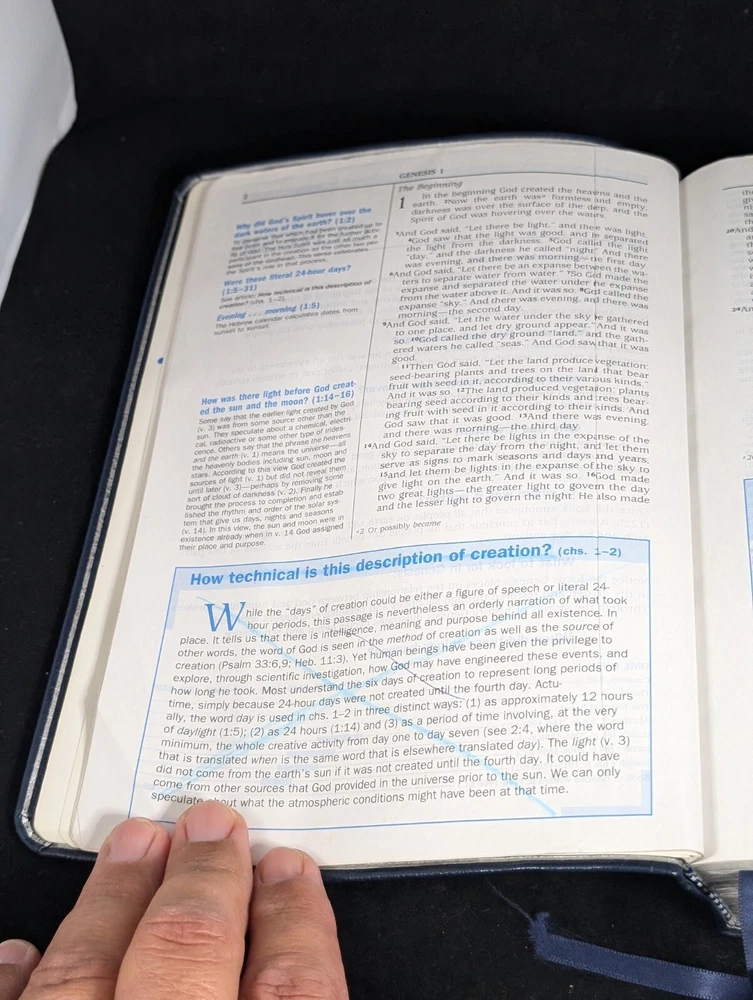 GENESIS 1
Why did God's Spirit hover over the
dark waters of the earth? (1:2)
Were these literal 24-hour days?
(1:5–31)
See article: How technical is this description of
creation? (chs. 1–2).
Evening . . . morning (1:5)
The Hebrew calendar calculates dates from
sunset to sunset.
How was there light before God creat-
ed the sun and the moon? (1:14–16)
Some say that the earlier light created by God
(v. 3) was from some source other than the
sun. They speculate about a chemical, electri-
cal, radioactive or some other type of indes-
cence. Others say that the phrase the heavens
and the earth (v. 1) means the universe—all
the heavenly bodies including sun, moon and
stars. According to this view God created the
sources of light (v. 1) but did not reveal them
until later (v. 3)—perhaps by removing some
sort of cloud of darkness (v. 2). Finally he
brought the process to completion and estab
lished the rhythm and order of the solar sys-
tem that give us days, nights and seasons
(v. 14). In this view, the sun and moon were in
existence already when in v. 14 God assigned
their place and purpose.
The Beginning
1 In the beginning God created the heavens and the
earth. 2Now the earth was formless and empty,
darkness was over the surface of the deep, and the
Spirit of God was hovering over the waters.
3And God said, "Let there be light," and there was light.
4God saw that the light was good, and he separated
the light from the darkness. 5God called the light
"day," and the darkness he called "night." And there
was evening, and there was morning—the first day.
6And God said, "Let there be an expanse between the wa-
ters to separate water from water." 7So God made the
expanse and separated the water under the expanse
from the water above it. And it was so. 8God called the
expanse "sky." And there was evening, and there was
morning—the second day.
9And God said, "Let the water under the sky be gathered
to one place, and let dry ground appear." And it was
so. 10God called the dry ground "land," and the gath-
ered waters he called "seas." And God saw that it was
good.
11Then God said, "Let the land produce vegetation:
seed-bearing plants and trees on the land that bear
fruit with seed in it, according to their various kinds."
And it was so. 12The land produced vegetation: plants
bearing seed according to their kinds and trees bear-
ing fruit with seed in it according to their kinds. And
God saw that it was good. 13And there was evening,
and there was morning—the third day.
14And God said, "Let there be lights in the expanse of the
sky to separate the day from the night, and let them
serve as signs to mark seasons and days and years,
15and let them be lights in the expanse of the sky to
give light on the earth." And it was so. 16God made
two great lights—the greater light to govern the day
and the lesser light to govern the night. He also made
a2 Or possibly became
How technical is this description of creation? (chs. 1–2)
While the "days" of creation could be either a figure of speech or literal 24-
hour periods, this passage is nevertheless an orderly narration of what took
place. It tells us that there is intelligence, meaning and purpose behind all existence. In
other words, the word of God is seen in the method of creation as well as the source of
creation (Psalm 33:6,9; Heb. 11:3). Yet human beings have been given the privilege to
explore, through scientific investigation, how God may have engineered these events, and
how long he took. Most understand the six days of creation to represent long periods of
time, simply because 24-hour days were not created until the fourth day. Actu-
ally, the word day is used in chs. 1–2 in three distinct ways: (1) as approximately 12 hours
of daylight (1:5); (2) as 24 hours (1:14) and (3) as a period of time involving, at the very
minimum, the whole creative activity from day one to day seven (see 2:4, where the word
that is translated when is the same word that is elsewhere translated day). The light (v. 3)
did not come from the earth's sun if it was not created until the fourth day. It could have
come from other sources that God provided in the universe prior to the sun. We can only
speculate about what the atmospheric conditions might have been at that time.